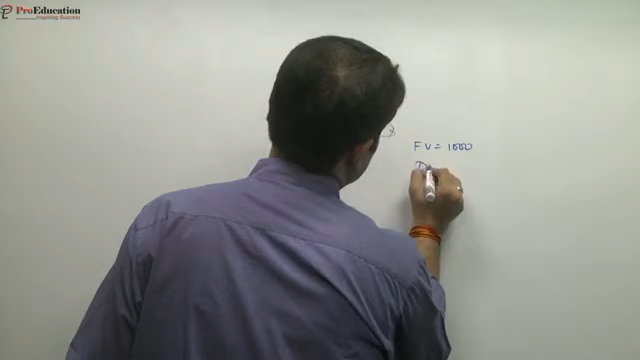 ProEducation
Inspiring Success
FV = 1000